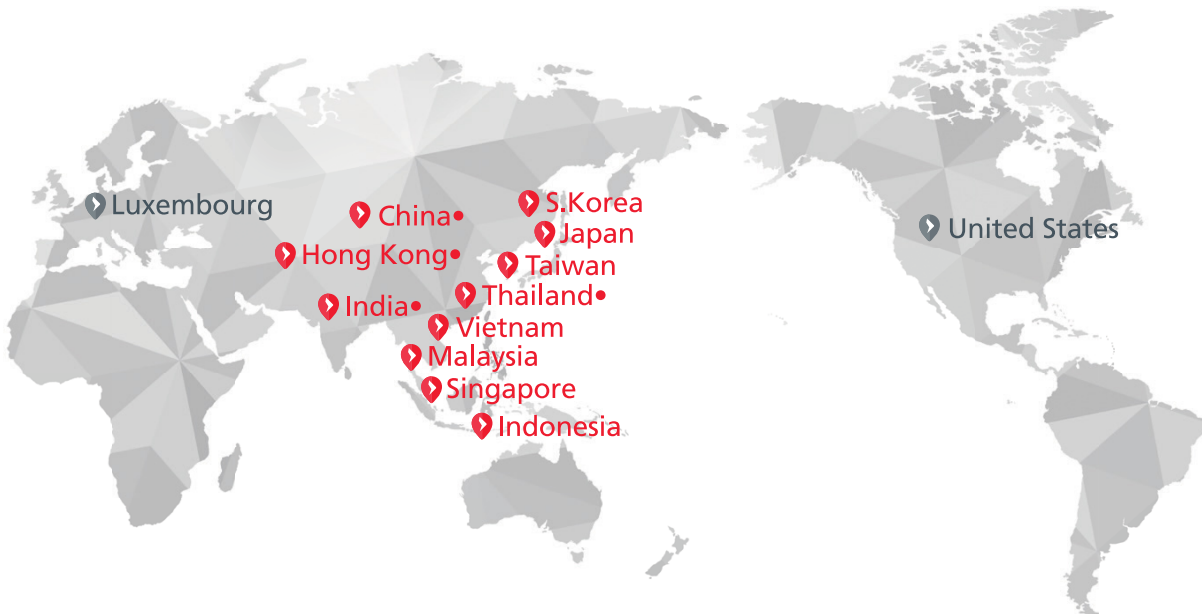 Luxembourg
China•
S.Korea
Japan
Hong Kong•
Taiwan
India•
Thailand•
Vietnam
Malaysia
Singapore
Indonesia
United States